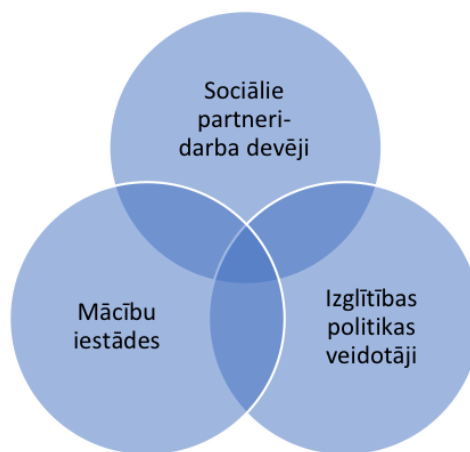 Sociālie
partneri-
darba devēji
Mācību
iestādes
Izglītības
politikas
veidotāji